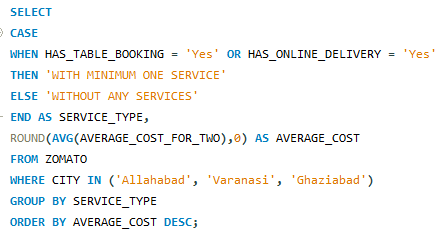 SELECT
CASE
WHEN HAS_TABLE_BOOKING = 'Yes' OR HAS_ONLINE_DELIVERY = 'Yes'
THEN 'WITH MINIMUM ONE SERVICE'
ELSE 'WITHOUT ANY SERVICES'
END AS SERVICE_TYPE,
ROUND(AVG(AVERAGE_COST_FOR_TWO),0) AS AVERAGE_COST
FROM ZOMATO
WHERE CITY IN ('Allahabad', 'Varanasi', 'Ghaziabad')
GROUP BY SERVICE_TYPE
ORDER BY AVERAGE_COST DESC;